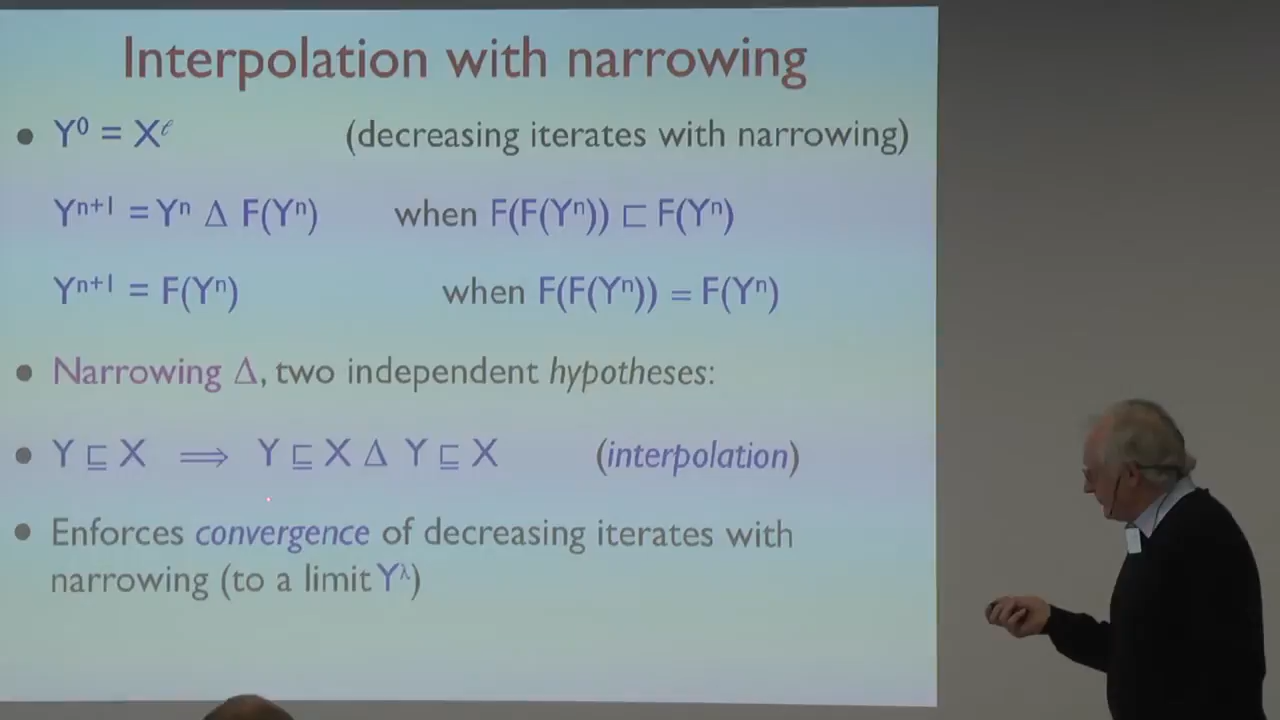 Interpolation with narrowing
• Y⁰ = Xˡ (decreasing iterates with narrowing)
Yⁿ⁺¹ = Yⁿ Δ F(Yⁿ) when F(F(Yⁿ)) ⊏ F(Yⁿ)
Yⁿ⁺¹ = F(Yⁿ) when F(F(Yⁿ)) = F(Yⁿ)
• Narrowing Δ, two independent hypotheses:
• Y ⊑ X ⟹ Y ⊑ X Δ Y ⊑ X (interpolation)
• Enforces convergence of decreasing iterates with
narrowing (to a limit Y^λ)